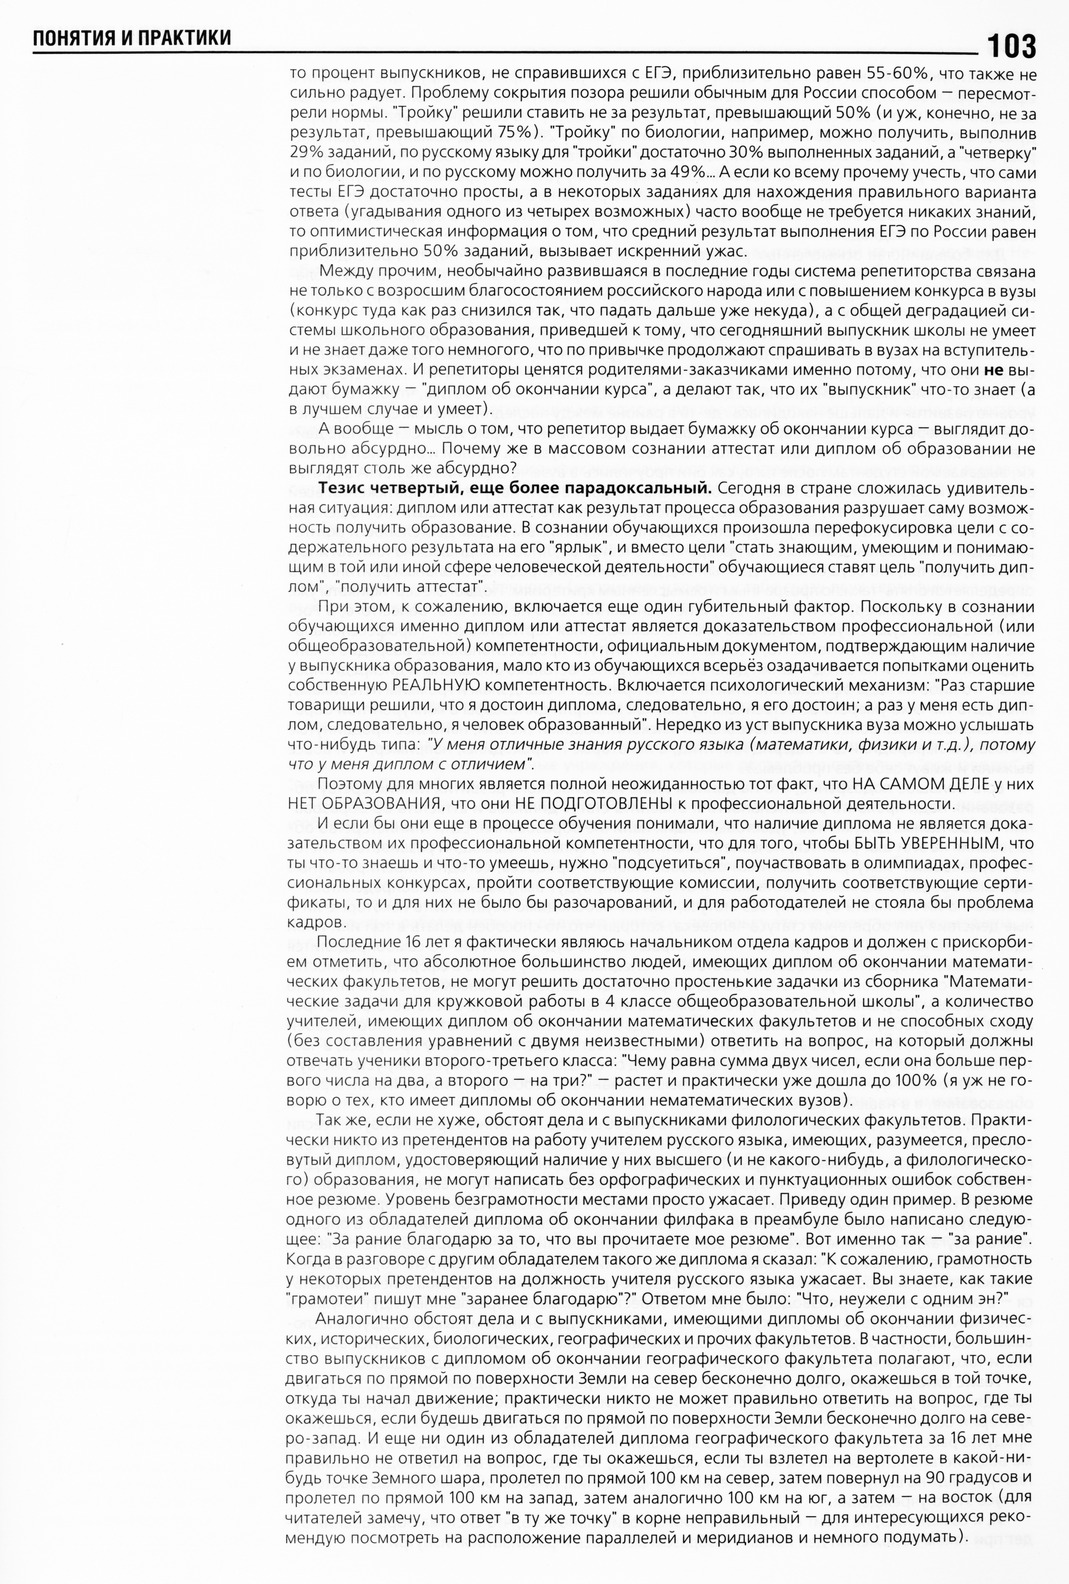 ПОНЯТИЯ И ПРАКТИКИ
103
то процент выпускников, не справившихся с ЕГЭ, приблизительно равен 55-60%, что также не
сильно радует. Проблему сокрытия позора решили обычным для России способом — пересмот-
рели нормы. "Тройку" решили ставить не за результат, превышающий 50% (и уж, конечно, не за
результат, превышающий 75%). "Тройку" по биологии, например, можно получить, выполнив
29% заданий, по русскому языку для "тройки" достаточно 30% выполненных заданий, а "четверку"
и по биологии, и по русскому можно получить за 49%... А если ко всему прочему учесть, что сами
тесты ЕГЭ достаточно просты, а в некоторых заданиях для нахождения правильного варианта
ответа (угадывания одного из четырех возможных) часто вообще не требуется никаких знаний,
то оптимистическая информация о том, что средний результат выполнения ЕГЭ по России равен
приблизительно 50% заданий, вызывает искренний ужас.
Между прочим, необычайно развившаяся в последние годы система репетиторства связана
не только с возросшим благосостоянием российского народа или с повышением конкурса в вузы
(конкурс туда как раз снизился так, что падать дальше уже некуда), а с общей деградацией си-
стемы школьного образования, приведшей к тому, что сегодняшний выпускник школы не умеет
и не знает даже того немногого, что по привычке продолжают спрашивать в вузах на вступитель-
ных экзаменах. И репетиторы ценятся родителями-заказчиками именно потому, что они не вы-
дают бумажку — "диплом об окончании курса", а делают так, что их "выпускник" что-то знает (а
в лучшем случае и умеет).
А вообще — мысль о том, что репетитор выдает бумажку об окончании курса — выглядит до-
вольно абсурдно... Почему же в массовом сознании аттестат или диплом об образовании не
выглядят столь же абсурдно?
Тезис четвертый, еще более парадоксальный. Сегодня в стране сложилась удивитель-
ная ситуация: диплом или аттестат как результат процесса образования разрушает саму возмож-
ность получить образование. В сознании обучающихся произошла перефокусировка цели с со-
держательного результата на его "ярлык", и вместо цели "стать знающим, умеющим и понимаю-
щим в той или иной сфере человеческой деятельности" обучающиеся ставят цель "получить дип-
лом", "получить аттестат".
При этом, к сожалению, включается еще один губительный фактор. Поскольку в сознании
обучающихся именно диплом или аттестат является доказательством профессиональной (или
общеобразовательной) компетентности, официальным документом, подтверждающим наличие
у выпускника образования, мало кто из обучающихся всерьёз озадачивается попытками оценить
собственную РЕАЛЬНУЮ компетентность. Включается психологический механизм: "Раз старшие
товарищи решили, что я достоин диплома, следовательно, я его достоин; а раз у меня есть дип-
лом, следовательно, я человек образованный". Нередко из уст выпускника вуза можно услышать
что-нибудь типа: "У меня отличные знания русского языка (математики, физики и т.д.), потому
что у меня диплом с отличием".
Поэтому для многих является полной неожиданностью тот факт, что НА САМОМ ДЕЛЕ у них
НЕТ ОБРАЗОВАНИЯ, что они НЕ ПОДГОТОВЛЕНЫ к профессиональной деятельности.
И если бы они еще в процессе обучения понимали, что наличие диплома не является дока-
зательством их профессиональной компетентности, что для того, чтобы БЫТЬ УВЕРЕННЫМ, что
ты что-то знаешь и что-то умеешь, нужно "подсуетиться", поучаствовать в олимпиадах, профес-
сиональных конкурсах, пройти соответствующие комиссии, получить соответствующие серти-
фикаты, то и для них не было бы разочарований, и для работодателей не стояла бы проблема
кадров.
Последние 16 лет я фактически являюсь начальником отдела кадров и должен с прискорби-
ем отметить, что абсолютное большинство людей, имеющих диплом об окончании математи-
ческих факультетов, не могут решить достаточно простенькие задачки из сборника "Математи-
ческие задачи для кружковой работы в 4 классе общеобразовательной школы", а количество
учителей, имеющих диплом об окончании математических факультетов и не способных сходу
(без составления уравнений с двумя неизвестными) ответить на вопрос, на который должны
отвечать ученики второго-третьего класса: "Чему равна сумма двух чисел, если она больше пер-
вого числа на два, а второго — на три?" — растет и практически уже дошла до 100% (я уж не го-
ворю о тех, кто имеет дипломы об окончании нематематических вузов).
Так же, если не хуже, обстоят дела и с выпускниками филологических факультетов. Практи-
чески никто из претендентов на работу учителем русского языка, имеющих, разумеется, пресло-
вутый диплом, удостоверяющий наличие у них высшего (и не какого-нибудь, а филологическо-
го) образования, не могут написать без орфографических и пунктуационных ошибок собствен-
ное резюме. Уровень безграмотности местами просто ужасает. Приведу один пример. В резюме
одного из обладателей диплома об окончании филфака в преамбуле было написано следую-
щее: "За рание благодарю за то, что вы прочитаете мое резюме". Вот именно так — "за рание".
Когда в разговоре с другим обладателем такого же диплома я сказал: "К сожалению, грамотность
у некоторых претендентов на должность учителя русского языка ужасает. Вы знаете, как такие
"грамотеи" пишут мне "заранее благодарю"?" Ответом мне было: "Что, неужели с одним эн?"
Аналогично обстоят дела и с выпускниками, имеющими дипломы об окончании физичес-
ких, исторических, биологических, географических и прочих факультетов. В частности, большин-
ство выпускников с дипломом об окончании географического факультета полагают, что, если
двигаться по прямой по поверхности Земли на север бесконечно долго, окажешься в той точке,
откуда ты начал движение; практически никто не может правильно ответить на вопрос, где ты
окажешься, если будешь двигаться по прямой по поверхности Земли бесконечно долго на севе-
ро-запад. И еще ни один из обладателей диплома географического факультета за 16 лет мне
правильно не ответил на вопрос, где ты окажешься, если ты взлетел на вертолете в какой-ни-
будь точке Земного шара, пролетел по прямой 100 км на север, затем повернул на 90 градусов и
пролетел по прямой 100 км на запад, затем аналогично 100 км на юг, а затем — на восток (для
читателей замечу, что ответ "в ту же точку" в корне неправильный — для интересующихся реко-
мендую посмотреть на расположение параллелей и меридианов и немного подумать).